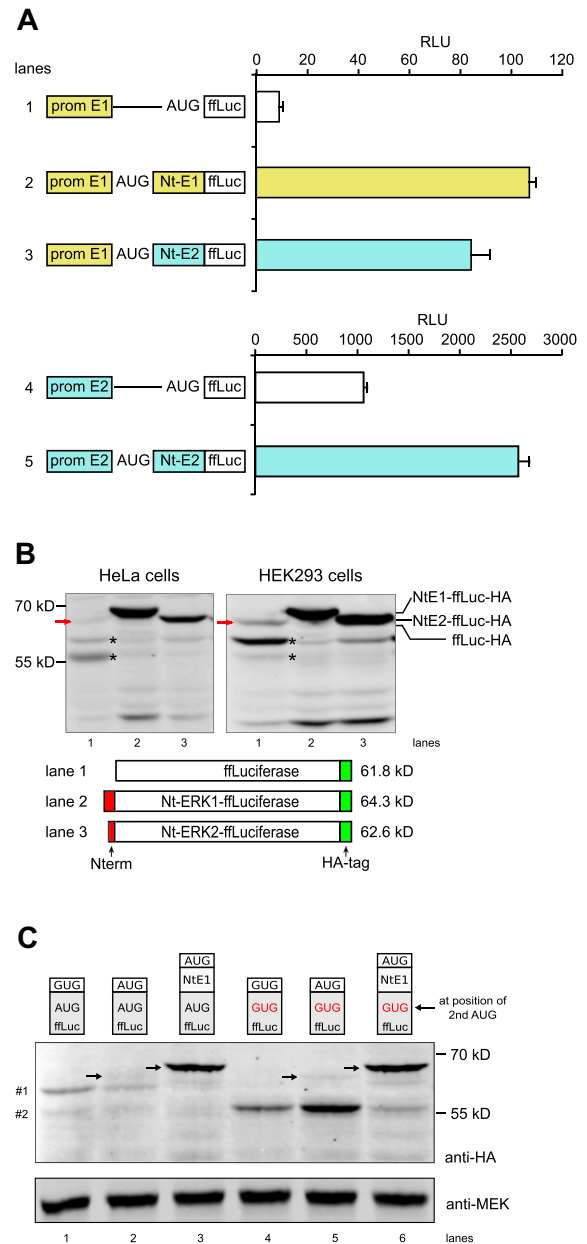 A
RLU
lanes
0 20 40 60 80 100 120
1 prom E1 AUG ffLuc
2 prom E1 AUG Nt-E1 ffLuc
3 prom E1 AUG Nt-E2 ffLuc
RLU
0 500 1000 1500 2000 2500 3000
4 prom E2 AUG ffLuc
5 prom E2 AUG Nt-E2 ffLuc
B
HeLa cells HEK293 cells
70 kD
55 kD
* *
* *
NtE1-ffLuc-HA
NtE2-ffLuc-HA
ffLuc-HA
1 2 3 1 2 3 lanes
lane 1 ffLuciferase 61.8 kD
lane 2 Nt-ERK1-ffLuciferase 64.3 kD
lane 3 Nt-ERK2-ffLuciferase 62.6 kD
Nterm HA-tag
C
AUG AUG
GUG AUG NtE1 GUG AUG NtE1
AUG AUG AUG GUG GUG GUG
ffLuc ffLuc ffLuc ffLuc ffLuc ffLuc
at position of
2nd AUG
70 kD
#1
#2
55 kD
anti-HA
anti-MEK
1 2 3 4 5 6 lanes